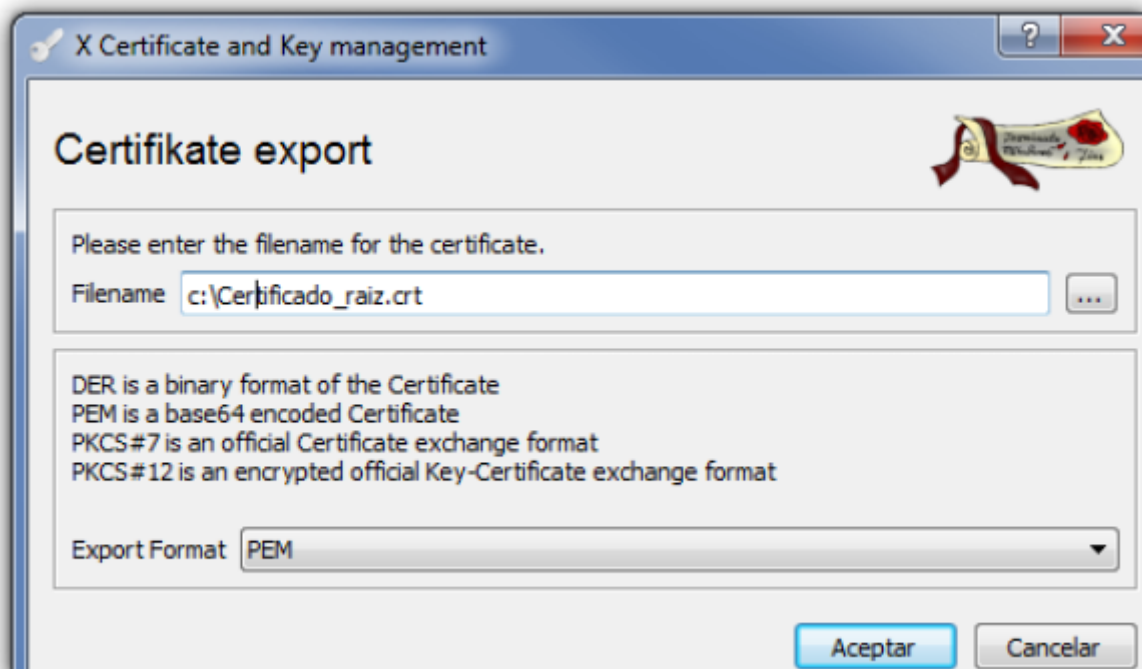 X Certificate and Key management
Certifikate export
Please enter the filename for the certificate.
Filename c:\Certificado_raiz.crt ...
DER is a binary format of the Certificate
PEM is a base64 encoded Certificate
PKCS#7 is an official Certificate exchange format
PKCS#12 is an encrypted official Key-Certificate exchange format
Export Format PEM
Aceptar Cancelar